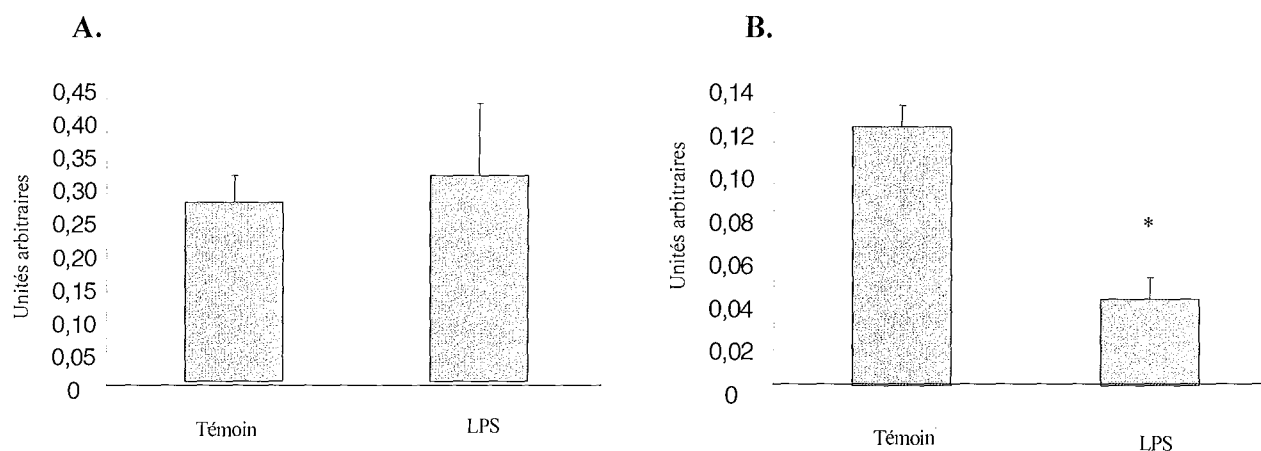 A.
Unités arbitraires
0,45
0,40
0,35
0,30
0,25
0,20
0,15
0,10
0,05
0
Témoin
LPS
B.
Unités arbitraires
0,14
0,12
0,10
0,08
0,06
0,04
0,02
0
*
Témoin
LPS